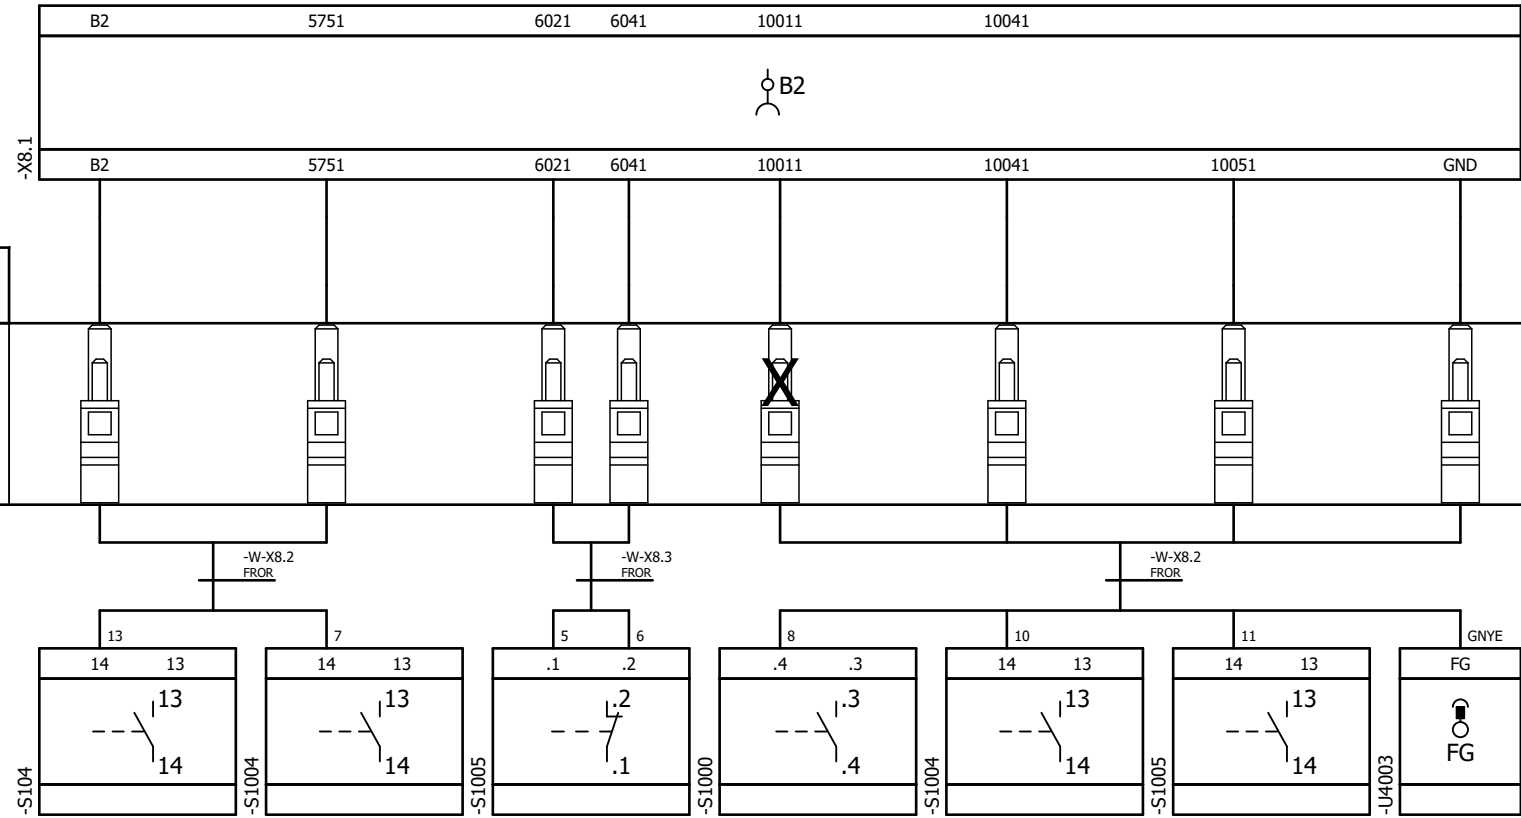 B2 5751 6021 6041 10011 10041
B2
-X8.1
B2 5751 6021 6041 10011 10041 10051 GND
X
-W-X8.2
FROR
-W-X8.3
FROR
-W-X8.2
FROR
13 7 5 6 8 10 11 GNYE
14 13 14 13 .1 .2 .4 .3 14 13 14 13 FG
13 13 .2 .3 13 13
14 14 .1 .4 14 14 FG
-S104 -S1004 -S1005 -S1000 -S1004 -S1005 -U4003